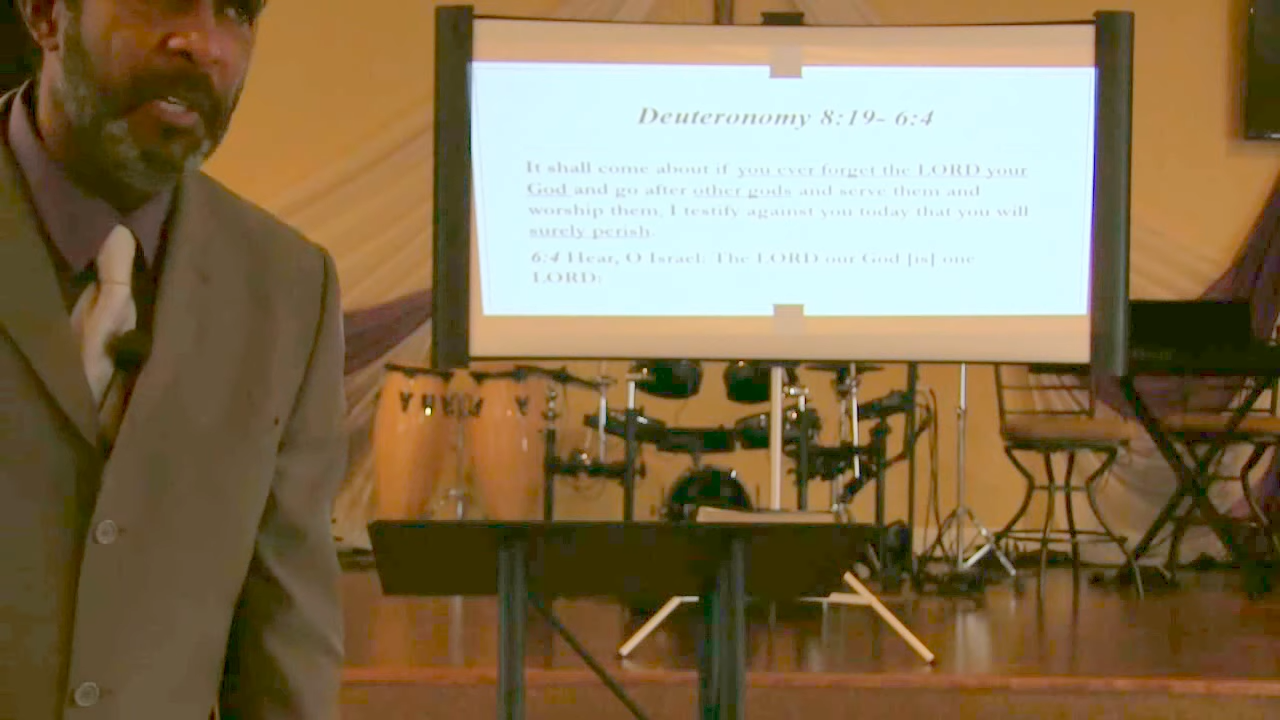 Deuteronomy 8:19- 6:4
It shall come about if you ever forget the LORD your
God and go after other gods and serve them and
worship them, I testify against you today that you will
surely perish.
6:4 Hear, O Israel: The LORD our God [is] one
LORD: